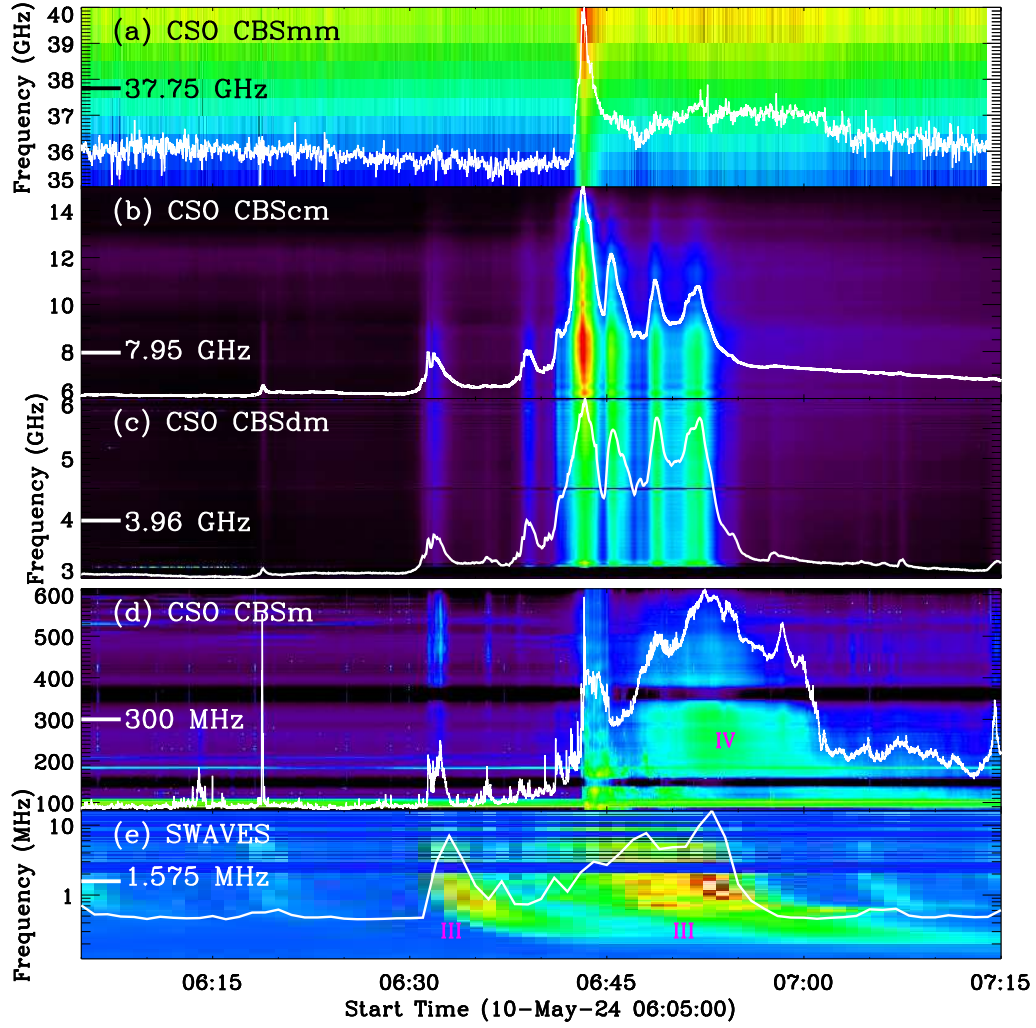 40
(a) CSO CBSmm
39
38
37.75 GHz
37
36
35
Frequency (GHz)
14
(b) CSO CBScm
12
10
8
7.95 GHz
6
6
(c) CSO CBSdm
5
4
3.96 GHz
3
Frequency (GHz)
600
(d) CSO CBSm
500
400
300
300 MHz
IV
200
100
10
(e) SWAVES
1.575 MHz
1
III
III
Frequency (MHz)
06:15
06:30
06:45
07:00
07:15
Start Time (10-May-24 06:05:00)